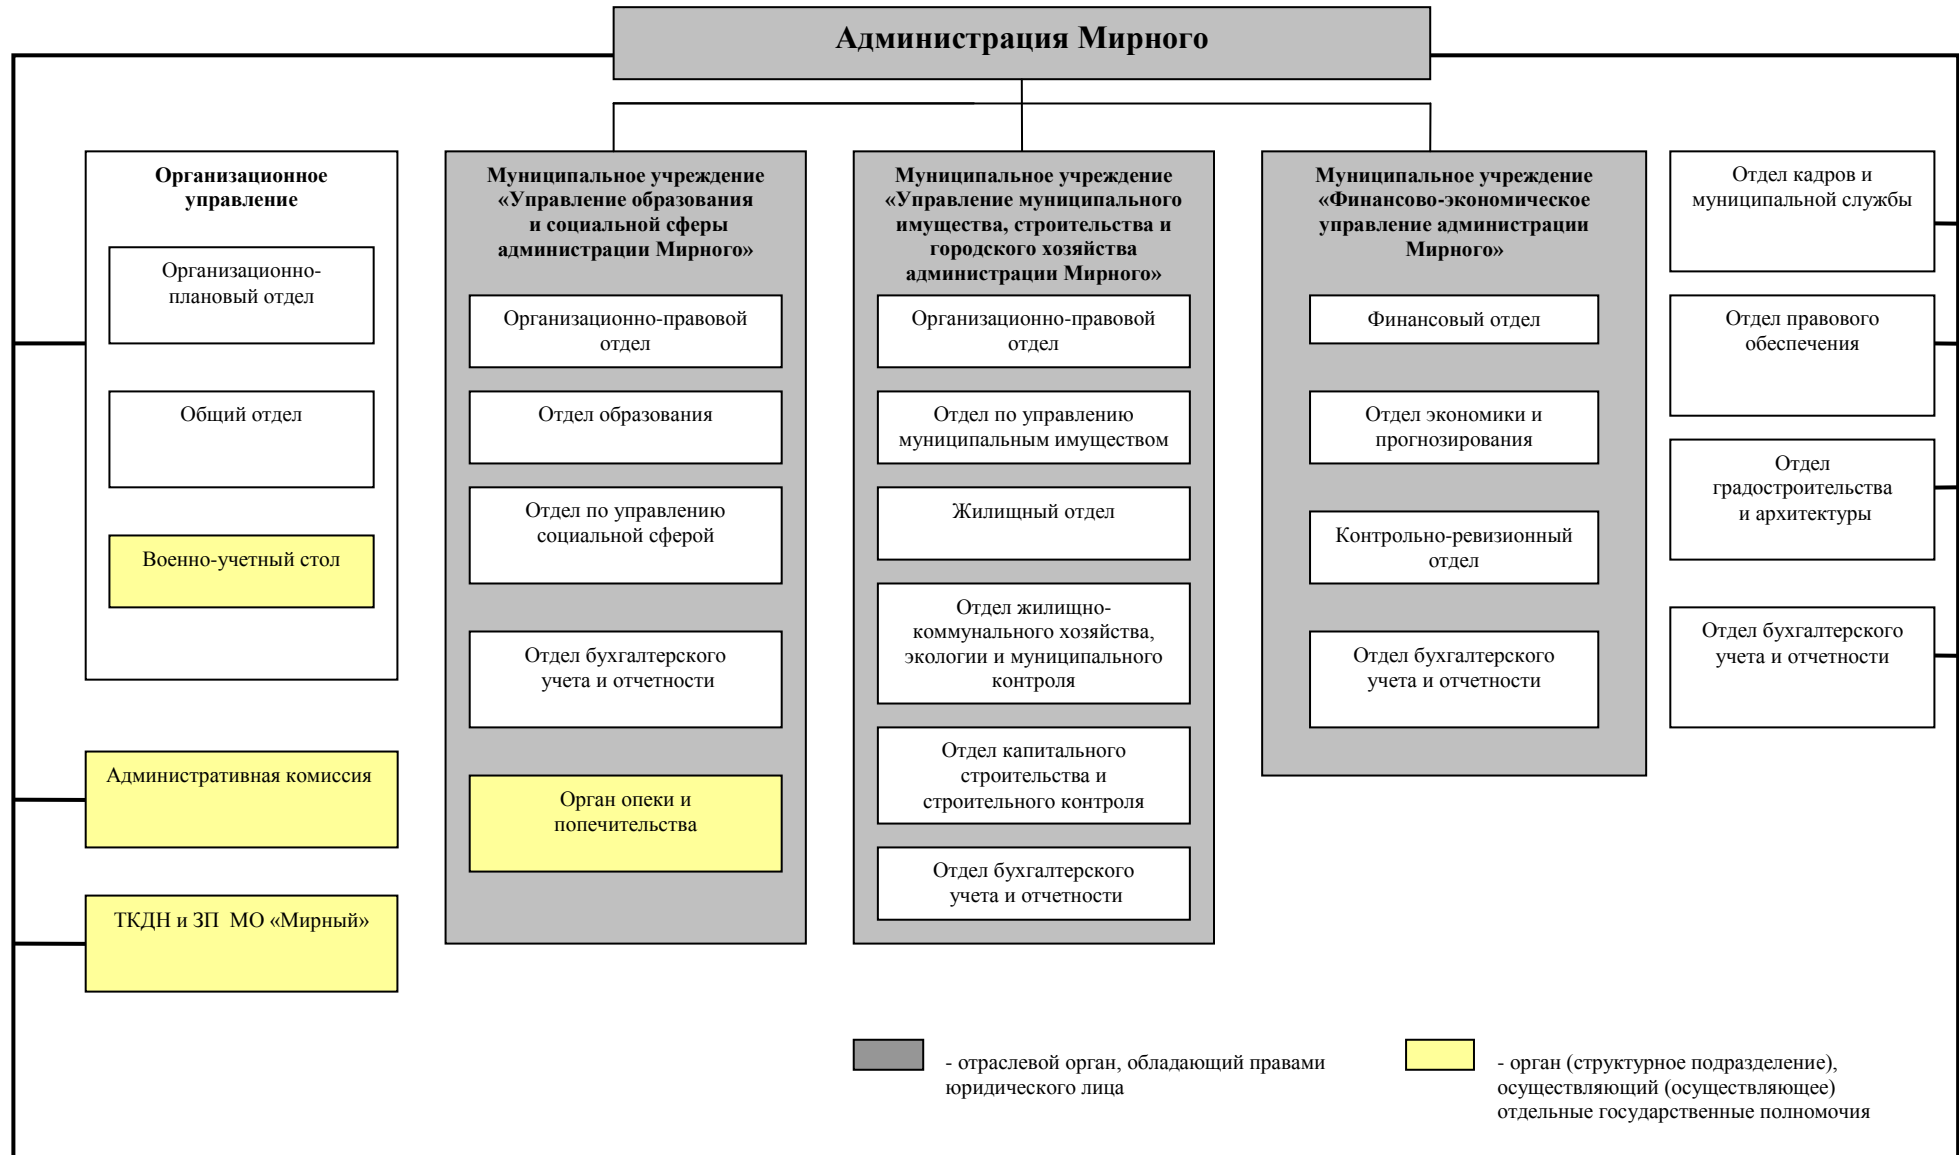 Администрация Мирного
Организационное
управление
Организационно-
плановый отдел
Общий отдел
Военно-учетный стол
Административная комиссия
ТКДН и ЗП МО «Мирный»
Муниципальное учреждение
«Управление образования
и социальной сферы
администрации Мирного»
Организационно-правовой
отдел
Отдел образования
Отдел по управлению
социальной сферой
Отдел бухгалтерского
учета и отчетности
Орган опеки и
попечительства
Муниципальное учреждение
«Управление муниципального
имущества, строительства и
городского хозяйства
администрации Мирного»
Организационно-правовой
отдел
Отдел по управлению
муниципальным имуществом
Жилищный отдел
Отдел жилищно-
коммунального хозяйства,
экологии и муниципального
контроля
Отдел капитального
строительства и
строительного контроля
Отдел бухгалтерского
учета и отчетности
Муниципальное учреждение
«Финансово-экономическое
управление администрации
Мирного»
Финансовый отдел
Отдел экономики и
прогнозирования
Контрольно-ревизионный
отдел
Отдел бухгалтерского
учета и отчетности
Отдел кадров и
муниципальной службы
Отдел правового
обеспечения
Отдел
градостроительства
и архитектуры
Отдел бухгалтерского
учета и отчетности
- отраслевой орган, обладающий правами
юридического лица
- орган (структурное подразделение),
осуществляющий (осуществляющее)
отдельные государственные полномочия